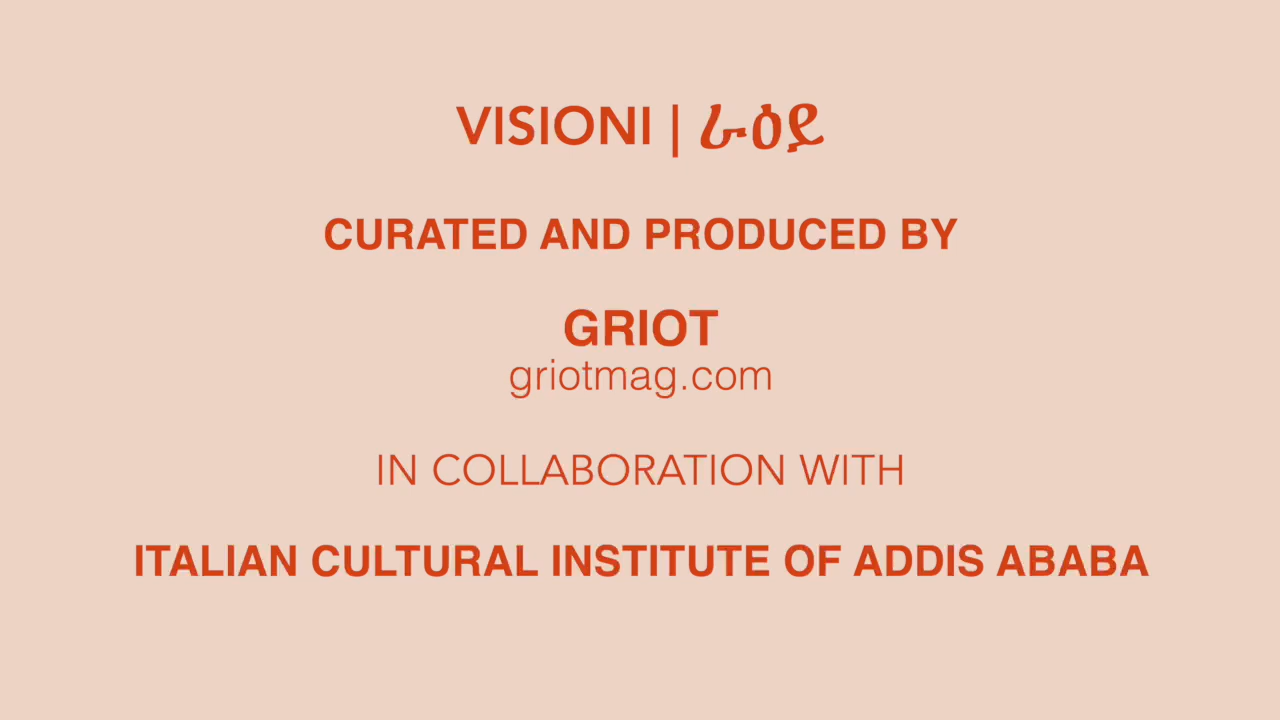 VISIONI | ራዕይ
CURATED AND PRODUCED BY
GRIOT
griotmag.com
IN COLLABORATION WITH
ITALIAN CULTURAL INSTITUTE OF ADDIS ABABA